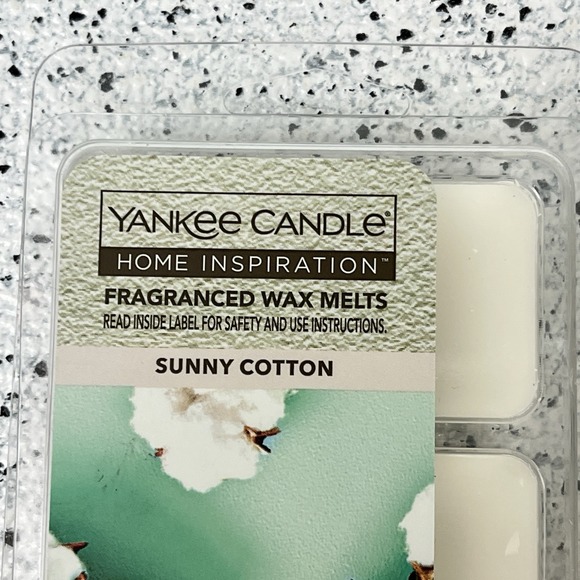 YANKEE CANDLE®
HOME INSPIRATION™
FRAGRANCED WAX MELTS
READ INSIDE LABEL FOR SAFETY AND USE INSTRUCTIONS.
SUNNY COTTON